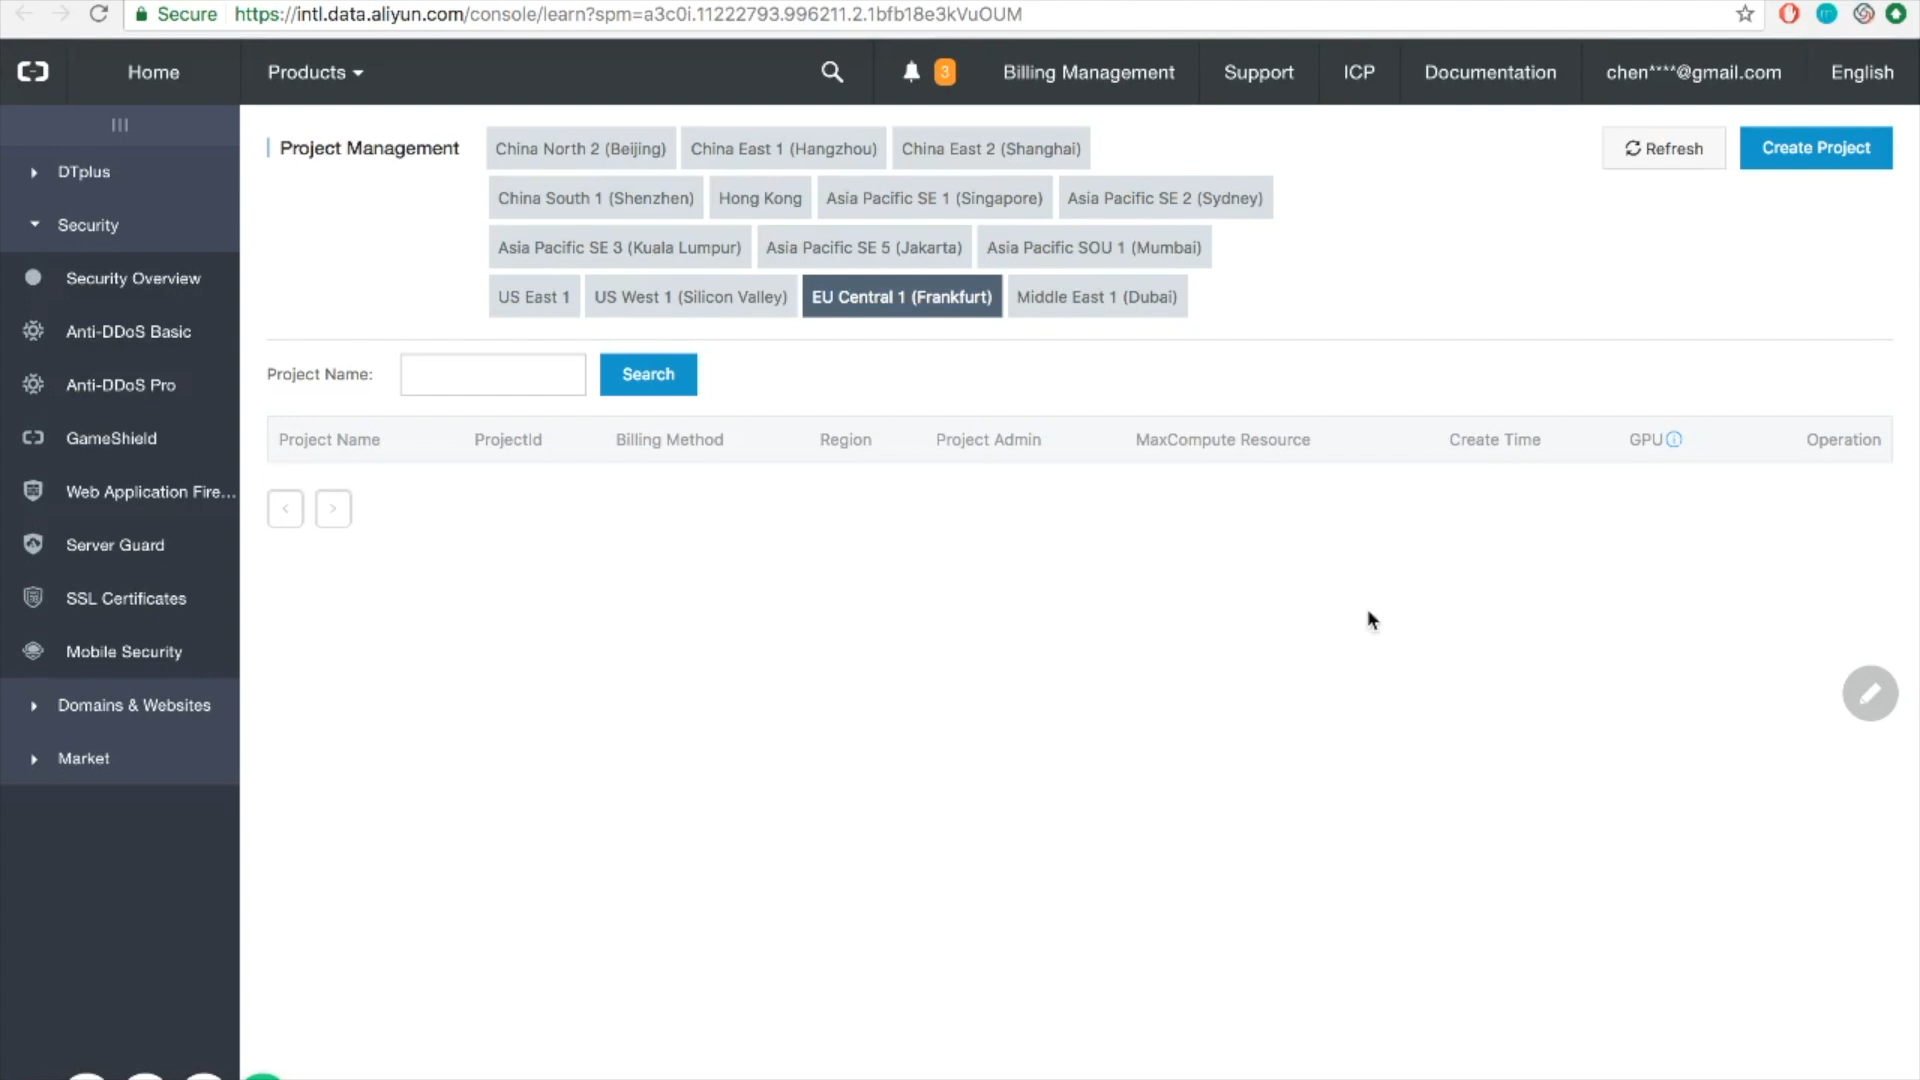 Secure https://intl.data.aliyun.com/console/learn?spm=a3c0i.11222793.996211.2.1bfb18e3kVuOUM
Home Products 3 Billing Management Support ICP Documentation chen****@gmail.com English
DTplus
Security
Security Overview
Anti-DDoS Basic
Anti-DDoS Pro
GameShield
Web Application Fire...
Server Guard
SSL Certificates
Mobile Security
Domains & Websites
Market
Project Management China North 2 (Beijing) China East 1 (Hangzhou) China East 2 (Shanghai) Refresh Create Project
China South 1 (Shenzhen) Hong Kong Asia Pacific SE 1 (Singapore) Asia Pacific SE 2 (Sydney)
Asia Pacific SE 3 (Kuala Lumpur) Asia Pacific SE 5 (Jakarta) Asia Pacific SOU 1 (Mumbai)
US East 1 US West 1 (Silicon Valley) EU Central 1 (Frankfurt) Middle East 1 (Dubai)
Project Name: Search
Project Name ProjectId Billing Method Region Project Admin MaxCompute Resource Create Time GPU Operation